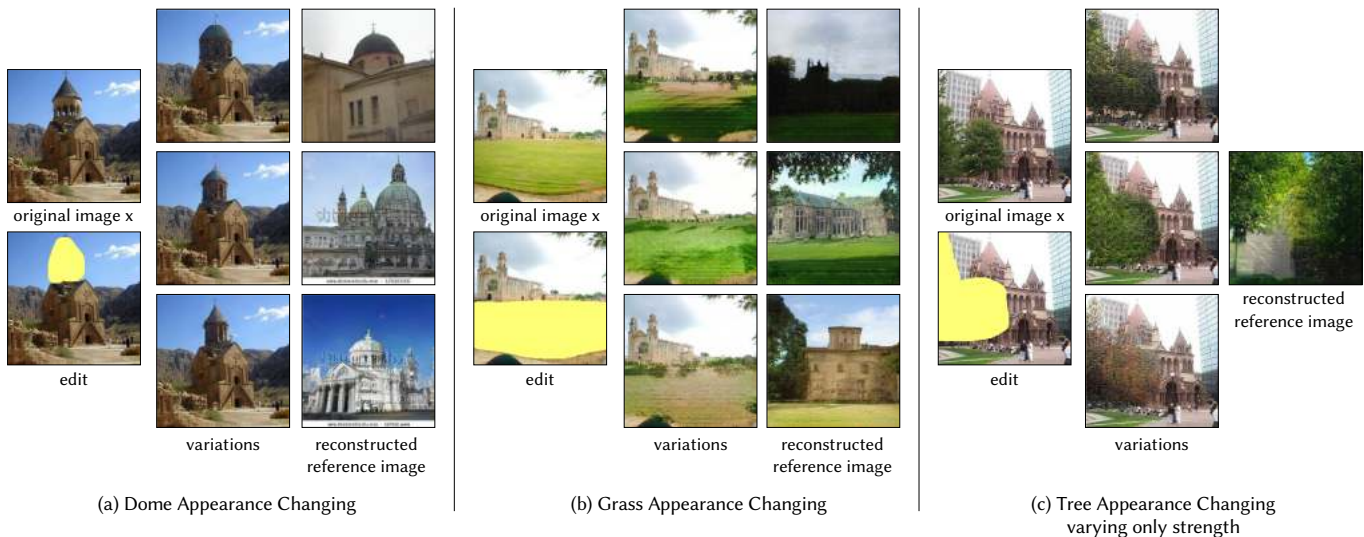 original image x
edit
variations
reconstructed
reference image
(a) Dome Appearance Changing
original image x
edit
variations
reconstructed
reference image
(b) Grass Appearance Changing
original image x
edit
variations
reconstructed
reference image
(c) Tree Appearance Changing
varying only strength